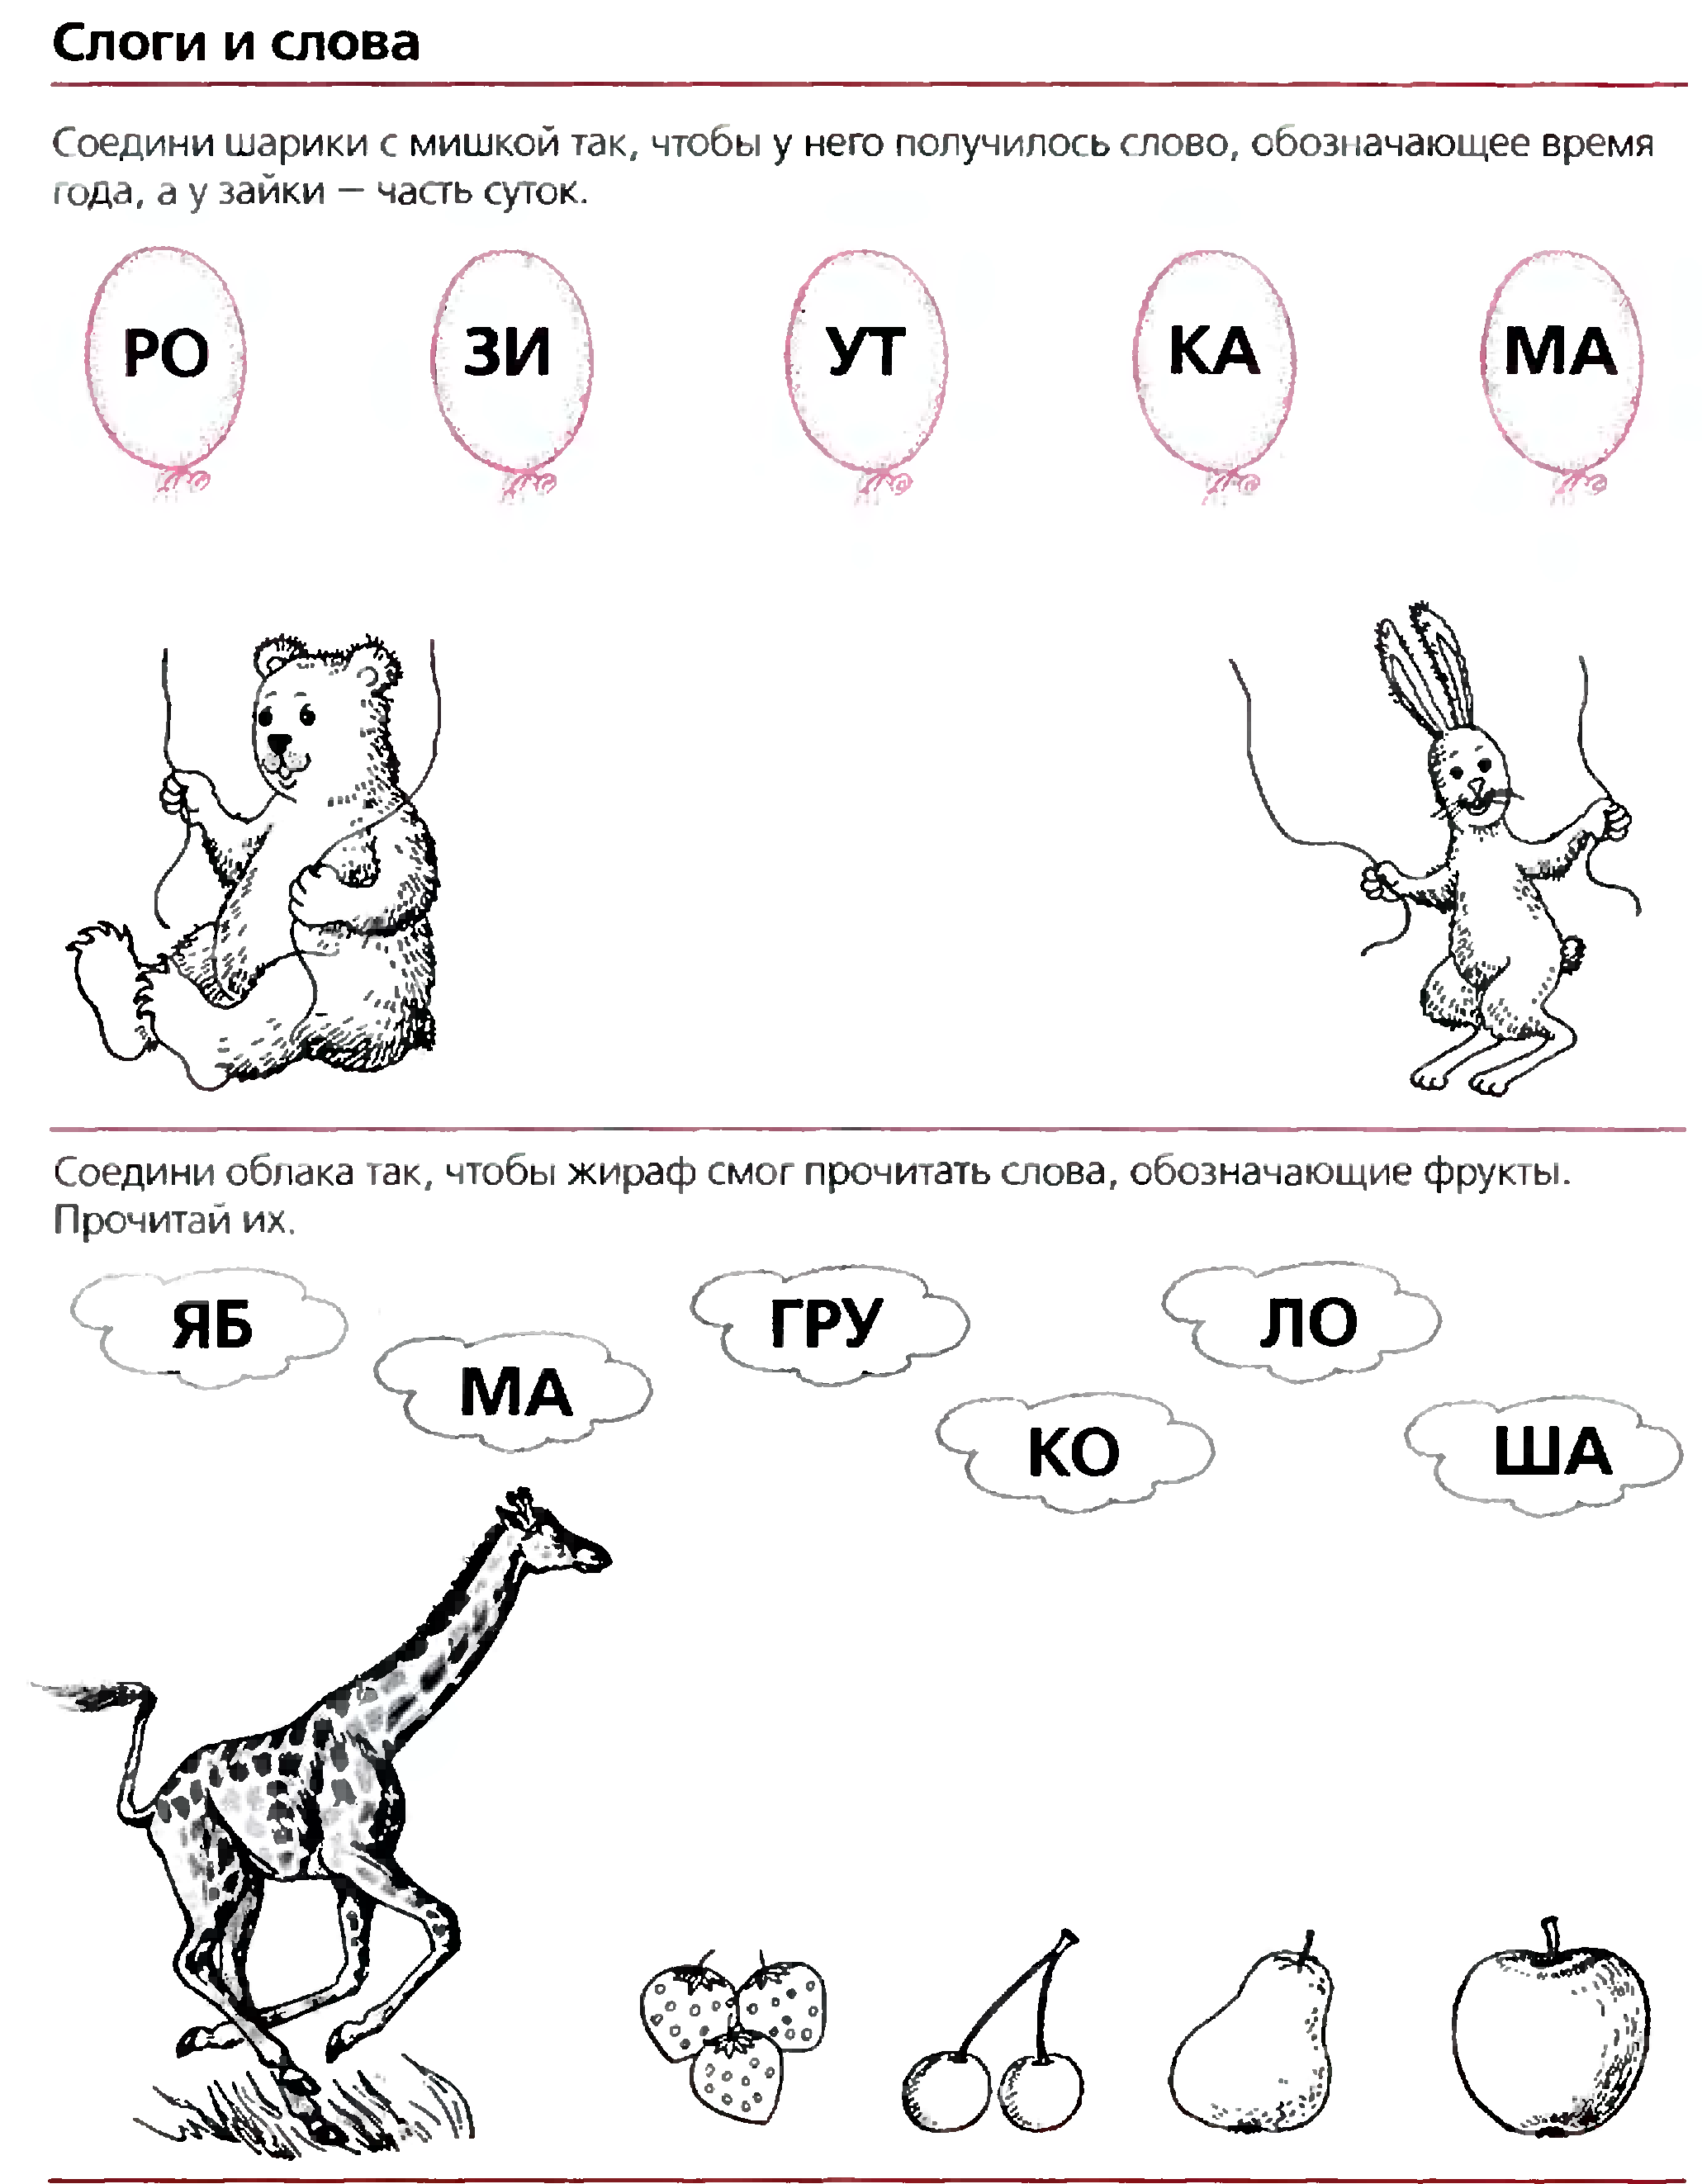 Слоги и слова
Соедини шарики с мишкой так, чтобы у него получилось слово, обозначающее время
года, а у зайки — часть суток.
РО ЗИ УТ КА МА
Соедини облака так, чтобы жираф смог прочитать слова, обозначающие фрукты.
Прочитай их.
ЯБ МА ГРУ КО ЛО ША